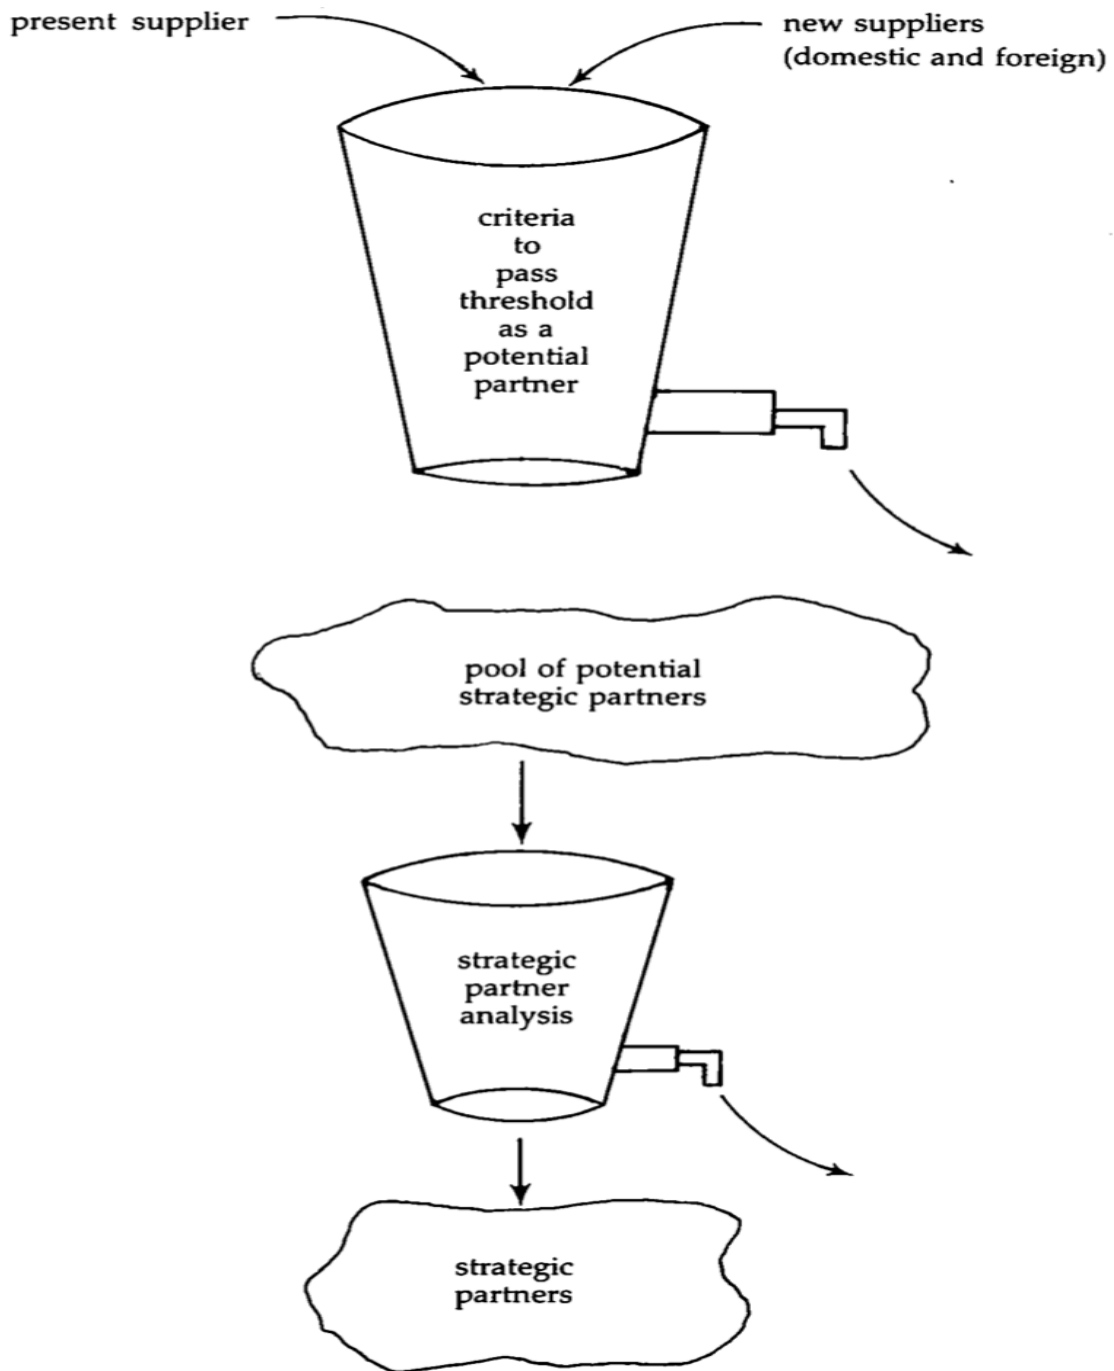 present supplier
new suppliers
(domestic and foreign)
criteria
to
pass
threshold
as a
potential
partner
pool of potential
strategic partners
strategic
partner
analysis
strategic
partners